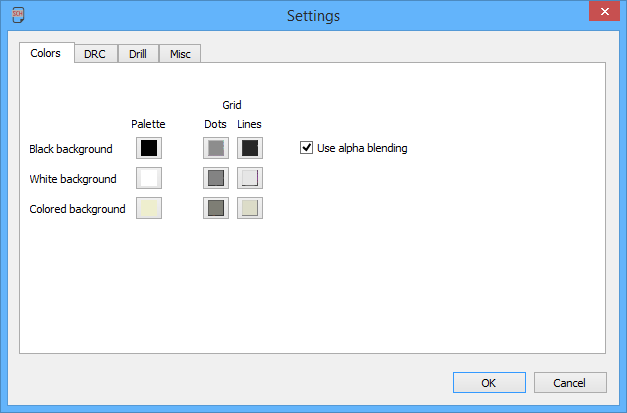 SCH
Settings
Colors DRC Drill Misc
Grid
Palette Dots Lines
Black background
Use alpha blending
White background
Colored background
OK Cancel